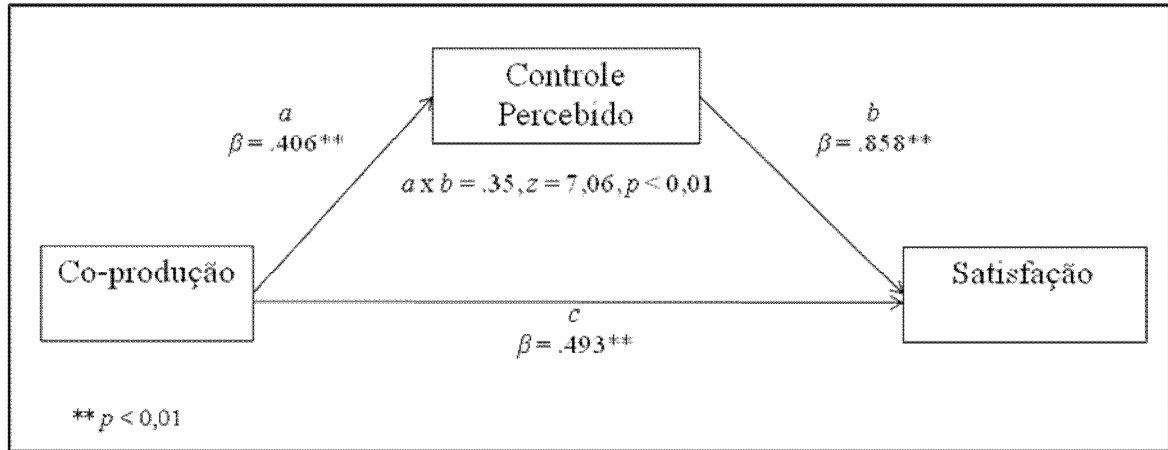 Controle
Percebido
a
β = .406**
b
β = .858**
a x b = .35, z = 7,06, p < 0,01
Co-produção
Satisfação
c
β = .493**
** p < 0,01